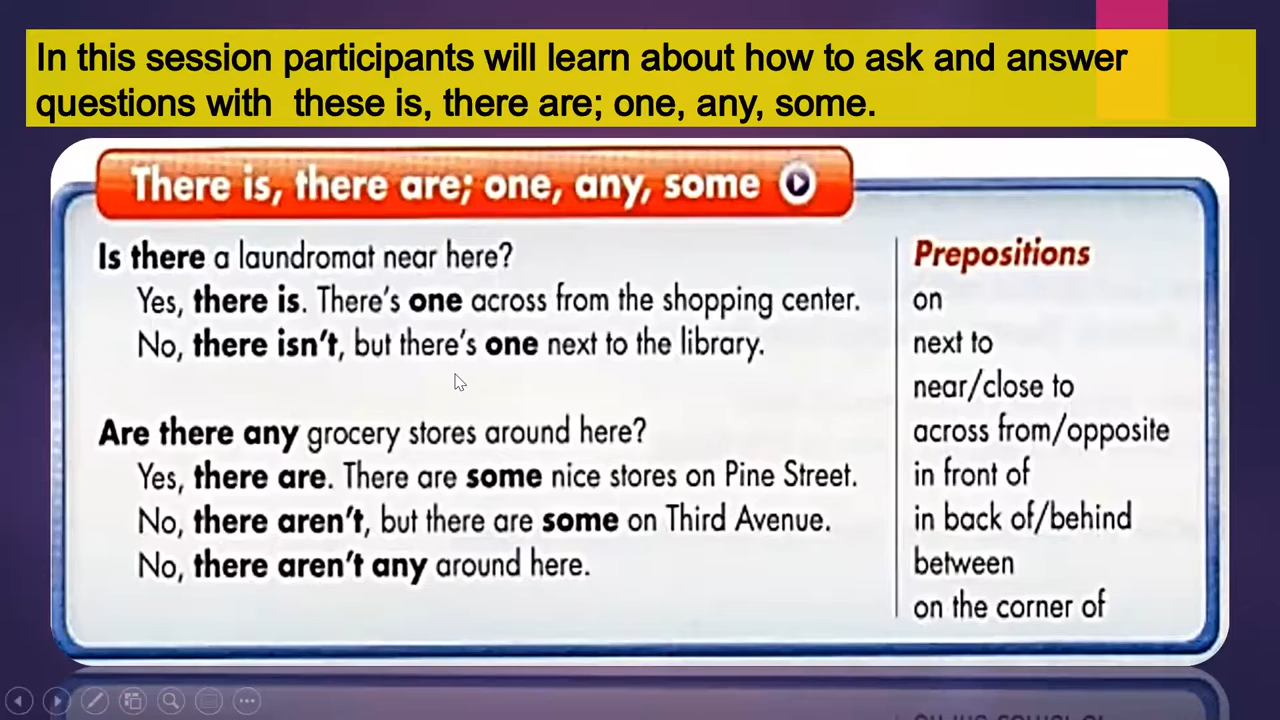 In this session participants will learn about how to ask and answer
questions with these is, there are; one, any, some.
There is, there are; one, any, some
Is there a laundromat near here?
Yes, there is. There's one across from the shopping center.
No, there isn't, but there's one next to the library.
Are there any grocery stores around here?
Yes, there are. There are some nice stores on Pine Street.
No, there aren't, but there are some on Third Avenue.
No, there aren't any around here.
Prepositions
on
next to
near/close to
across from/opposite
in front of
in back of/behind
between
on the corner of